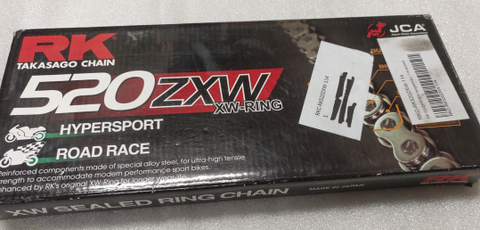 RK
TAKASAGO CHAIN
JCA
520ZXW
XW-RING
HYPERSPORT
ROAD RACE
Reinforced components made of special alloy steel, for ultra-high tensile
strength to accommodate modern performance sport bikes.
Enhanced by RK's original XW-Ring for longer
XW SEALED RING CHAIN
MADE IN JAPAN
RK